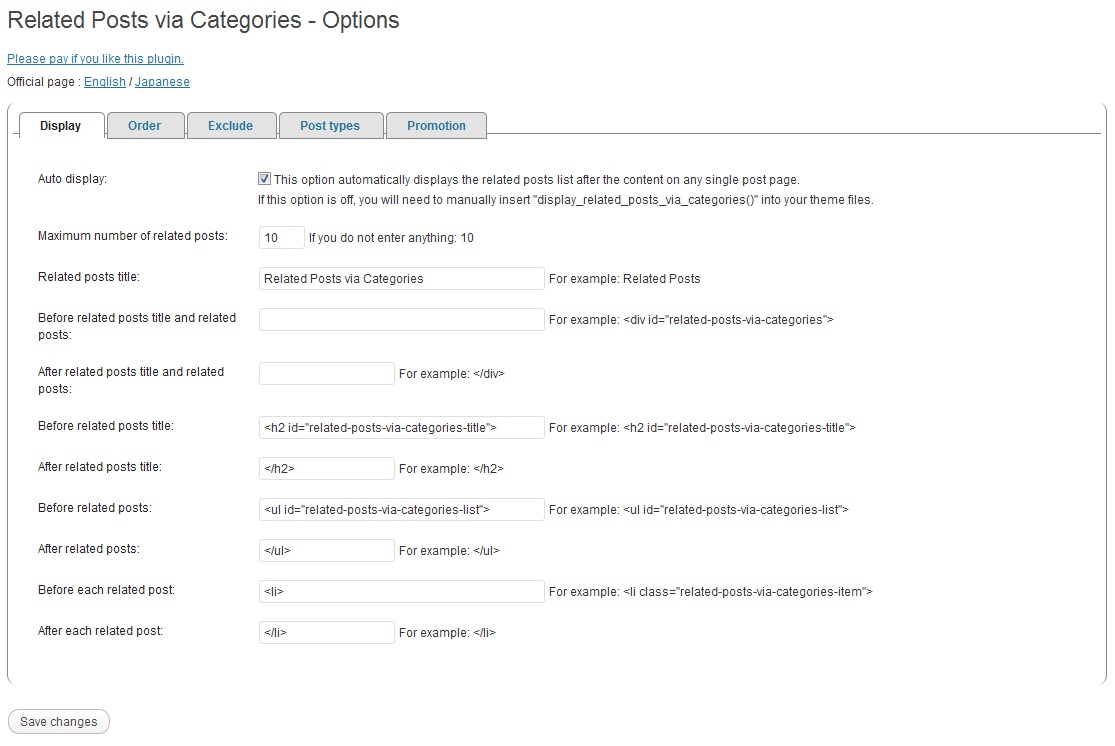 Related Posts via Categories - Options
Please pay if you like this plugin.
Official page : English / Japanese
Display Order Exclude Post types Promotion
Auto display: This option automatically displays the related posts list after the content on any single post page.
If this option is off, you will need to manually insert "display_related_posts_via_categories()" into your theme files.
Maximum number of related posts: 10 If you do not enter anything: 10
Related posts title: Related Posts via Categories For example: Related Posts
Before related posts title and related
posts: For example: <div id="related-posts-via-categories">
After related posts title and related
posts: For example: </div>
Before related posts title: <h2 id="related-posts-via-categories-title"> For example: <h2 id="related-posts-via-categories-title">
After related posts title: </h2> For example: </h2>
Before related posts: <ul id="related-posts-via-categories-list"> For example: <ul id="related-posts-via-categories-list">
After related posts: </ul> For example: </ul>
Before each related post: <li> For example: <li class="related-posts-via-categories-item">
After each related post: </li> For example: </li>
Save changes